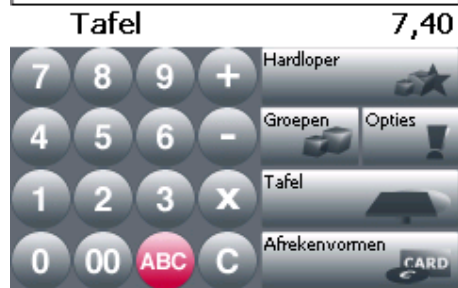 Tafel 7,40
7 8 9 + Hardloper
4 5 6 - Groepen Opties
1 2 3 X Tafel
0 00 ABC C Afrekenvormen CARD